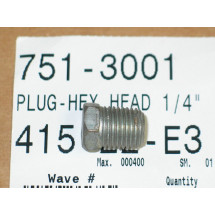 751-3001
PLUG-HEX HEAD 1/4"
415 -E3
Max. 000400 SM. 01
Wave # Quantity